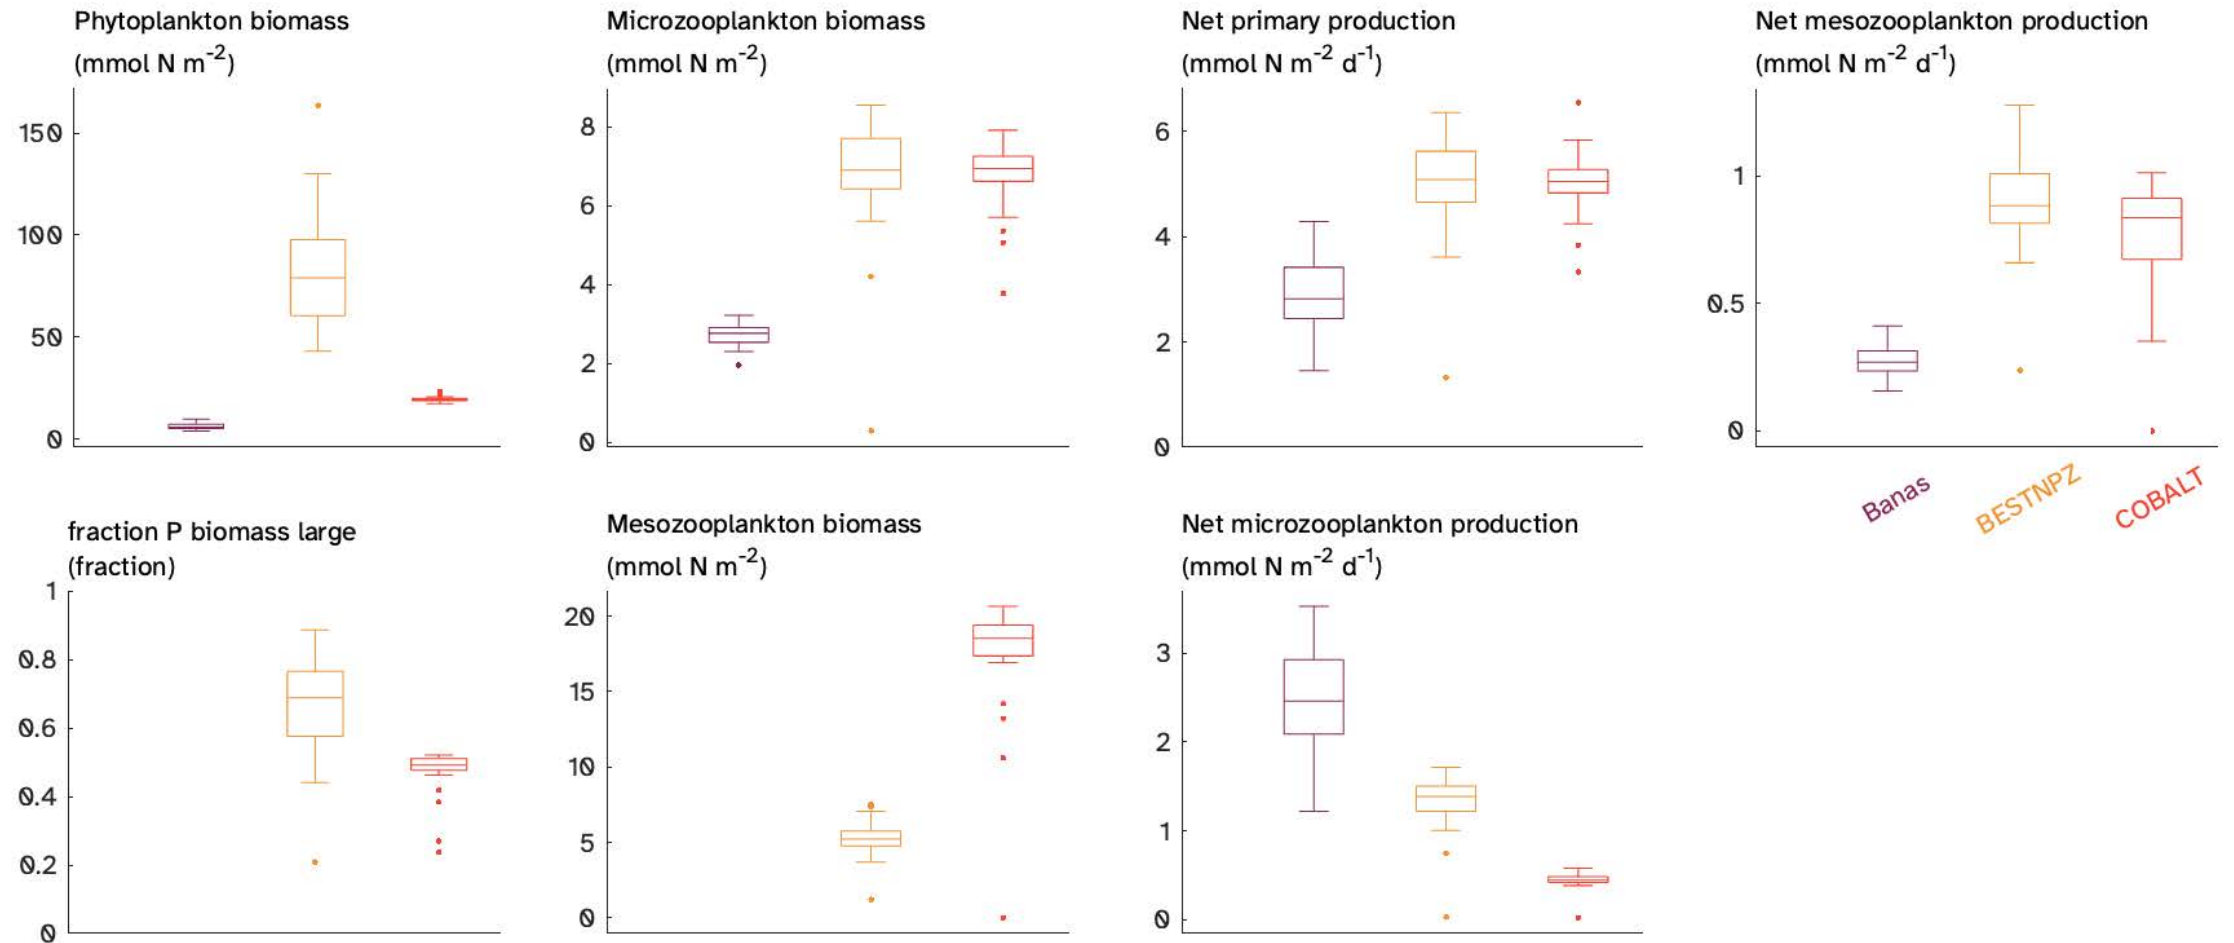 Phytoplankton biomass
(mmol N m⁻²)
150
100
50
0
Microzooplankton biomass
(mmol N m⁻²)
8
6
4
2
0
Net primary production
(mmol N m⁻² d⁻¹)
6
4
2
0
Net mesozooplankton production
(mmol N m⁻² d⁻¹)
1
0.5
0
Banas
BESTNPZ
COBALT
fraction P biomass large
(fraction)
1
0.8
0.6
0.4
0.2
0
Mesozooplankton biomass
(mmol N m⁻²)
20
15
10
5
0
Net microzooplankton production
(mmol N m⁻² d⁻¹)
3
2
1
0